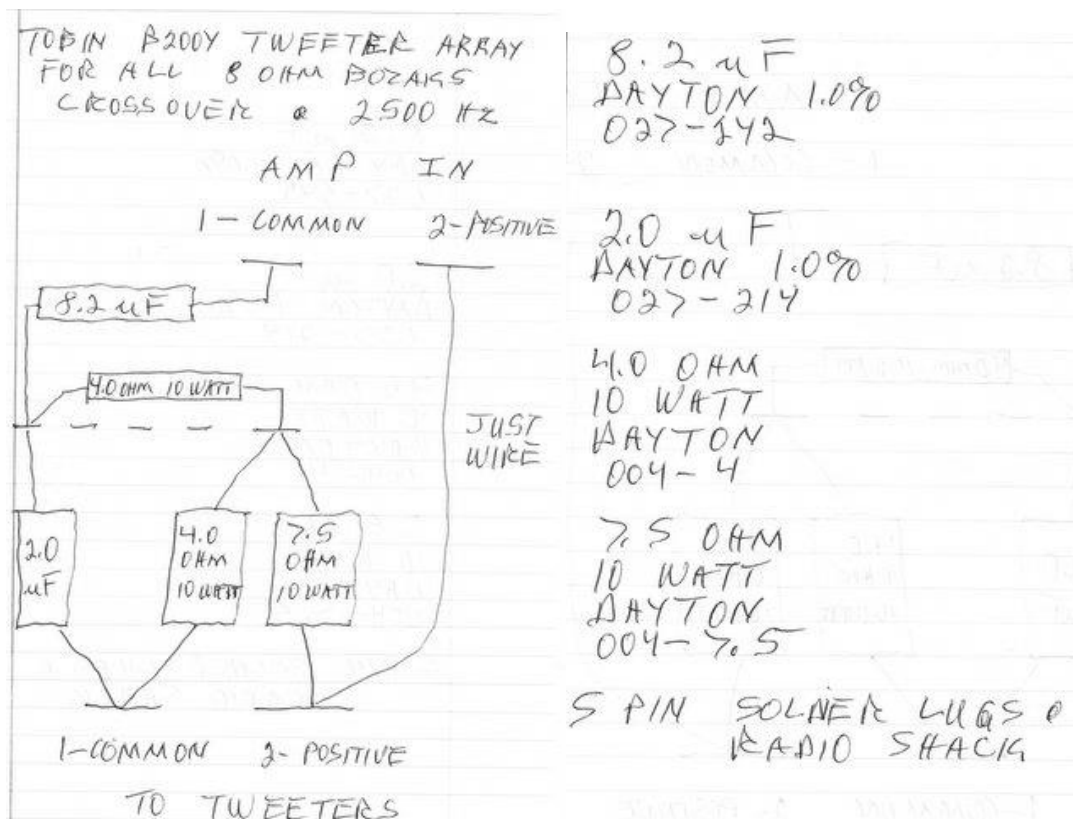 TOBIN B200Y TWEETER ARRAY
FOR ALL 8 OHM BOZAKS
CROSSOVER @ 2500 Hz
AMP IN
1- COMMON 2- POSITIVE
8.2 uF
4.0 OHM 10 WATT
JUST
WIRE
2.0
uF
4.0
OHM
10 WATT
7.5
OHM
10 WATT
1-COMMON 2- POSITIVE
TO TWEETERS
8.2 uF
DAYTON 1.0%
027-242
2.0 uF
DAYTON 1.0%
027-214
4.0 OHM
10 WATT
DAYTON
004-4
7.5 OHM
10 WATT
DAYTON
004-7.5
5 PIN SOLDER LUGS @
RADIO SHACK